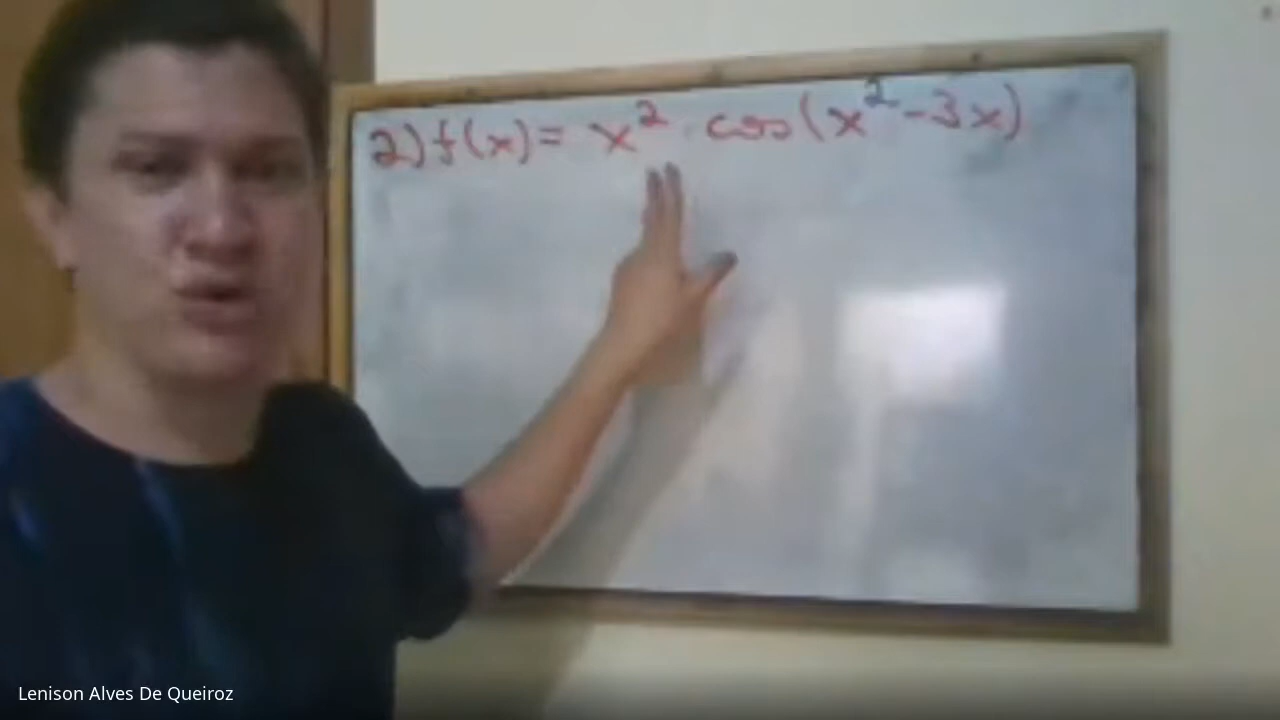 2) f(x) = x² · cos(x² - 3x)
Lenison Alves De Queiroz